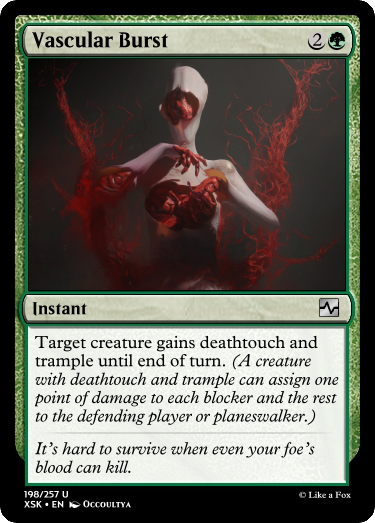 Vascular Burst 2
Instant
Target creature gains deathtouch and
trample until end of turn. (A creature
with deathtouch and trample can assign one
point of damage to each blocker and the rest
to the defending player or planeswalker.)
It's hard to survive when even your foe's
blood can kill.
198/257 U
XSK • EN Occoultya © Like a Fox